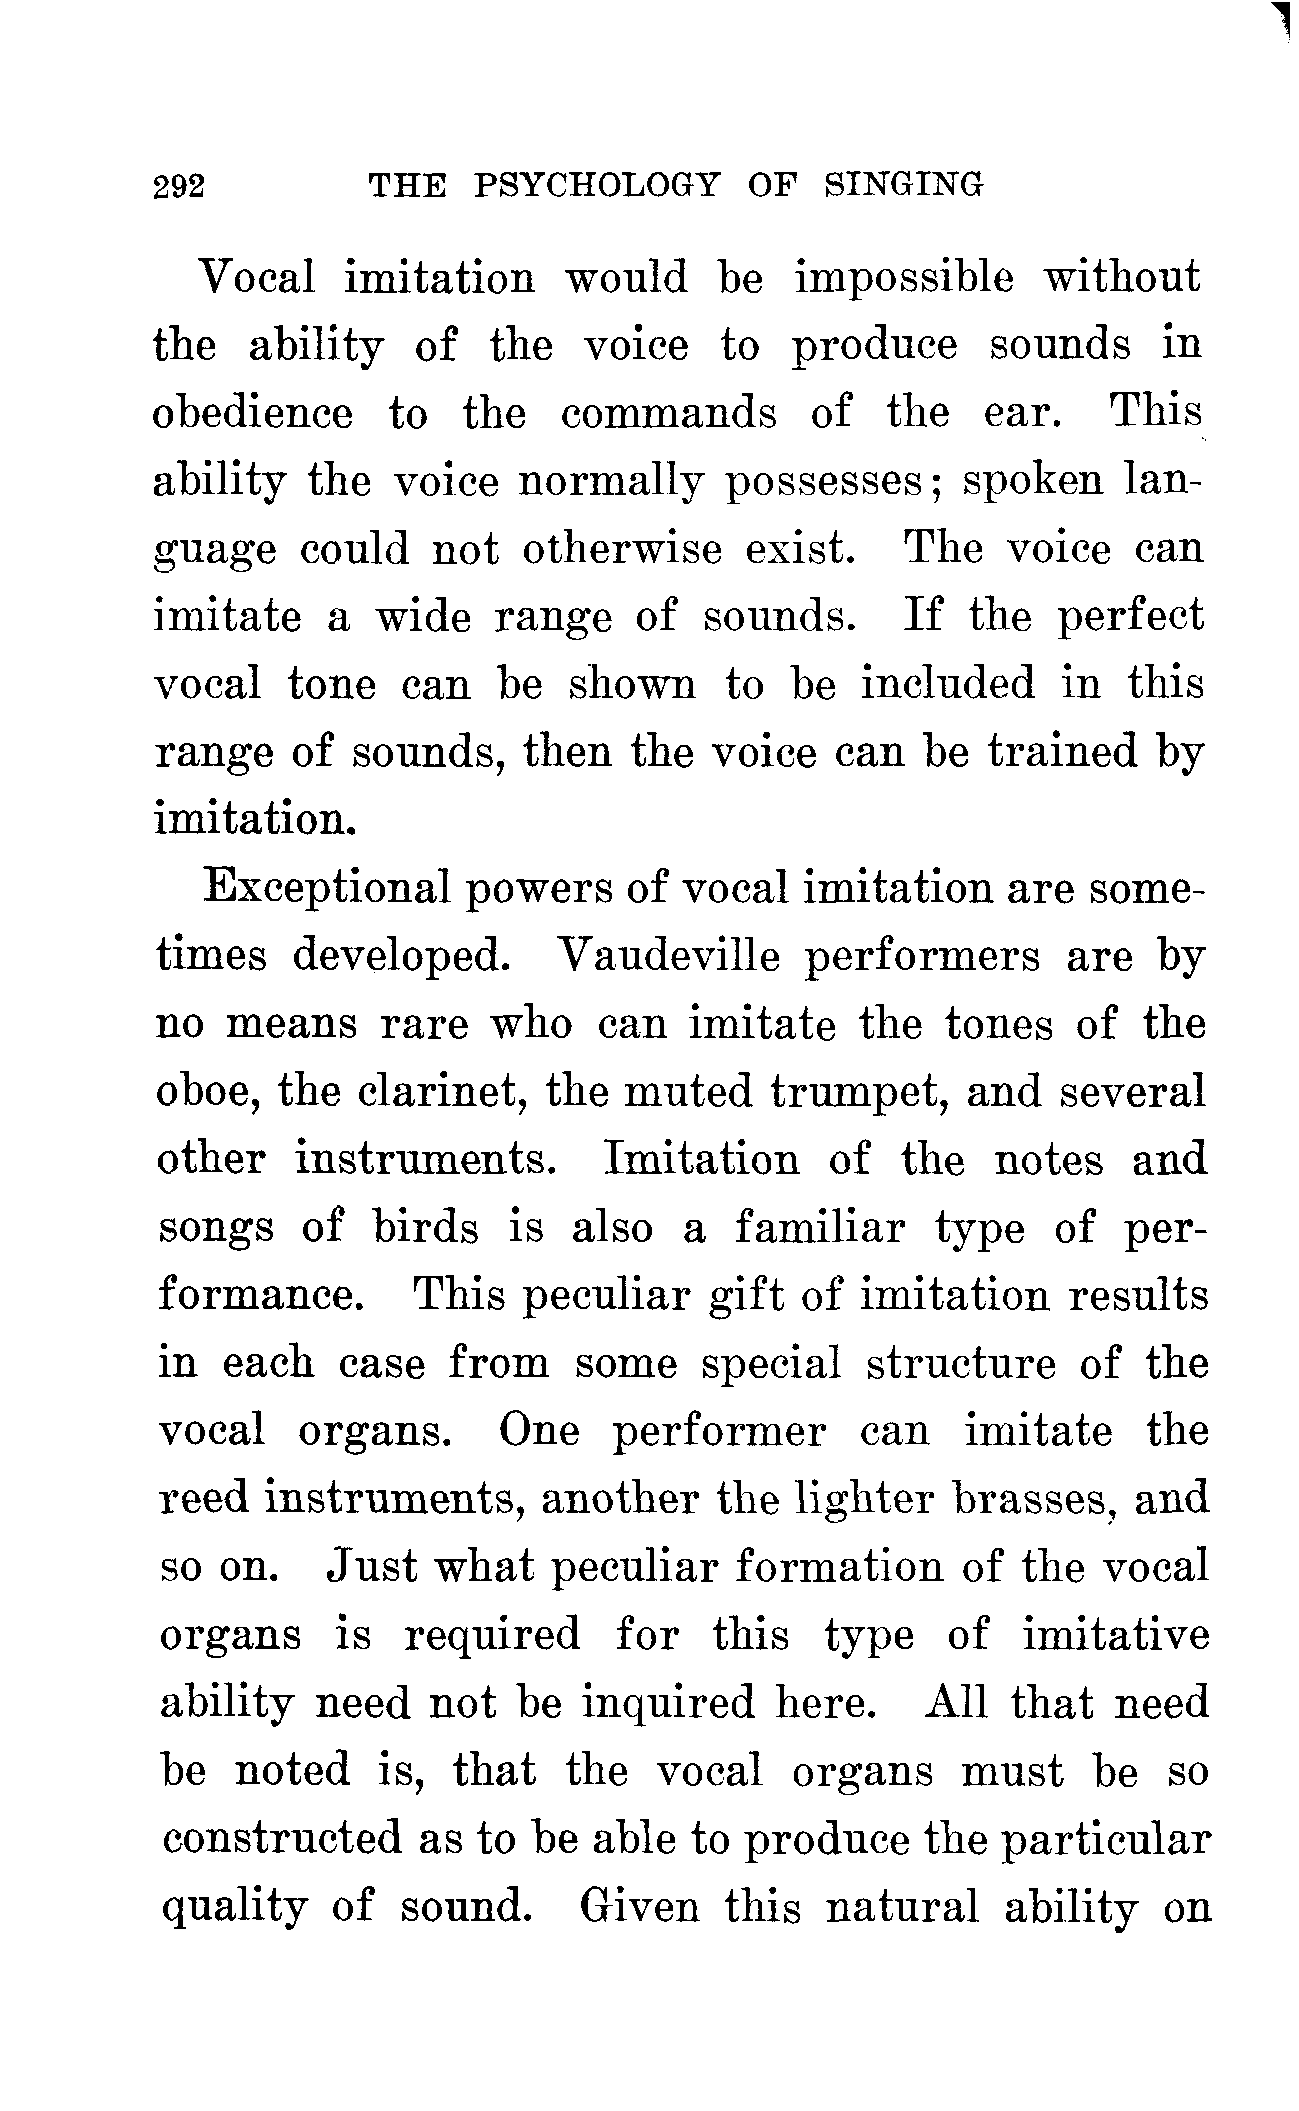 292 THE PSYCHOLOGY OF SINGING
Vocal imitation would be impossible without
the ability of the voice to produce sounds in
obedience to the commands of the ear. This
ability the voice normally possesses; spoken lan-
guage could not otherwise exist. The voice can
imitate a wide range of sounds. If the perfect
vocal tone can be shown to be included in this
range of sounds, then the voice can be trained by
imitation.
Exceptional powers of vocal imitation are some-
times developed. Vaudeville performers are by
no means rare who can imitate the tones of the
oboe, the clarinet, the muted trumpet, and several
other instruments. Imitation of the notes and
songs of birds is also a familiar type of per-
formance. This peculiar gift of imitation results
in each case from some special structure of the
vocal organs. One performer can imitate the
reed instruments, another the lighter brasses, and
so on. Just what peculiar formation of the vocal
organs is required for this type of imitative
ability need not be inquired here. All that need
be noted is, that the vocal organs must be so
constructed as to be able to produce the particular
quality of sound. Given this natural ability on